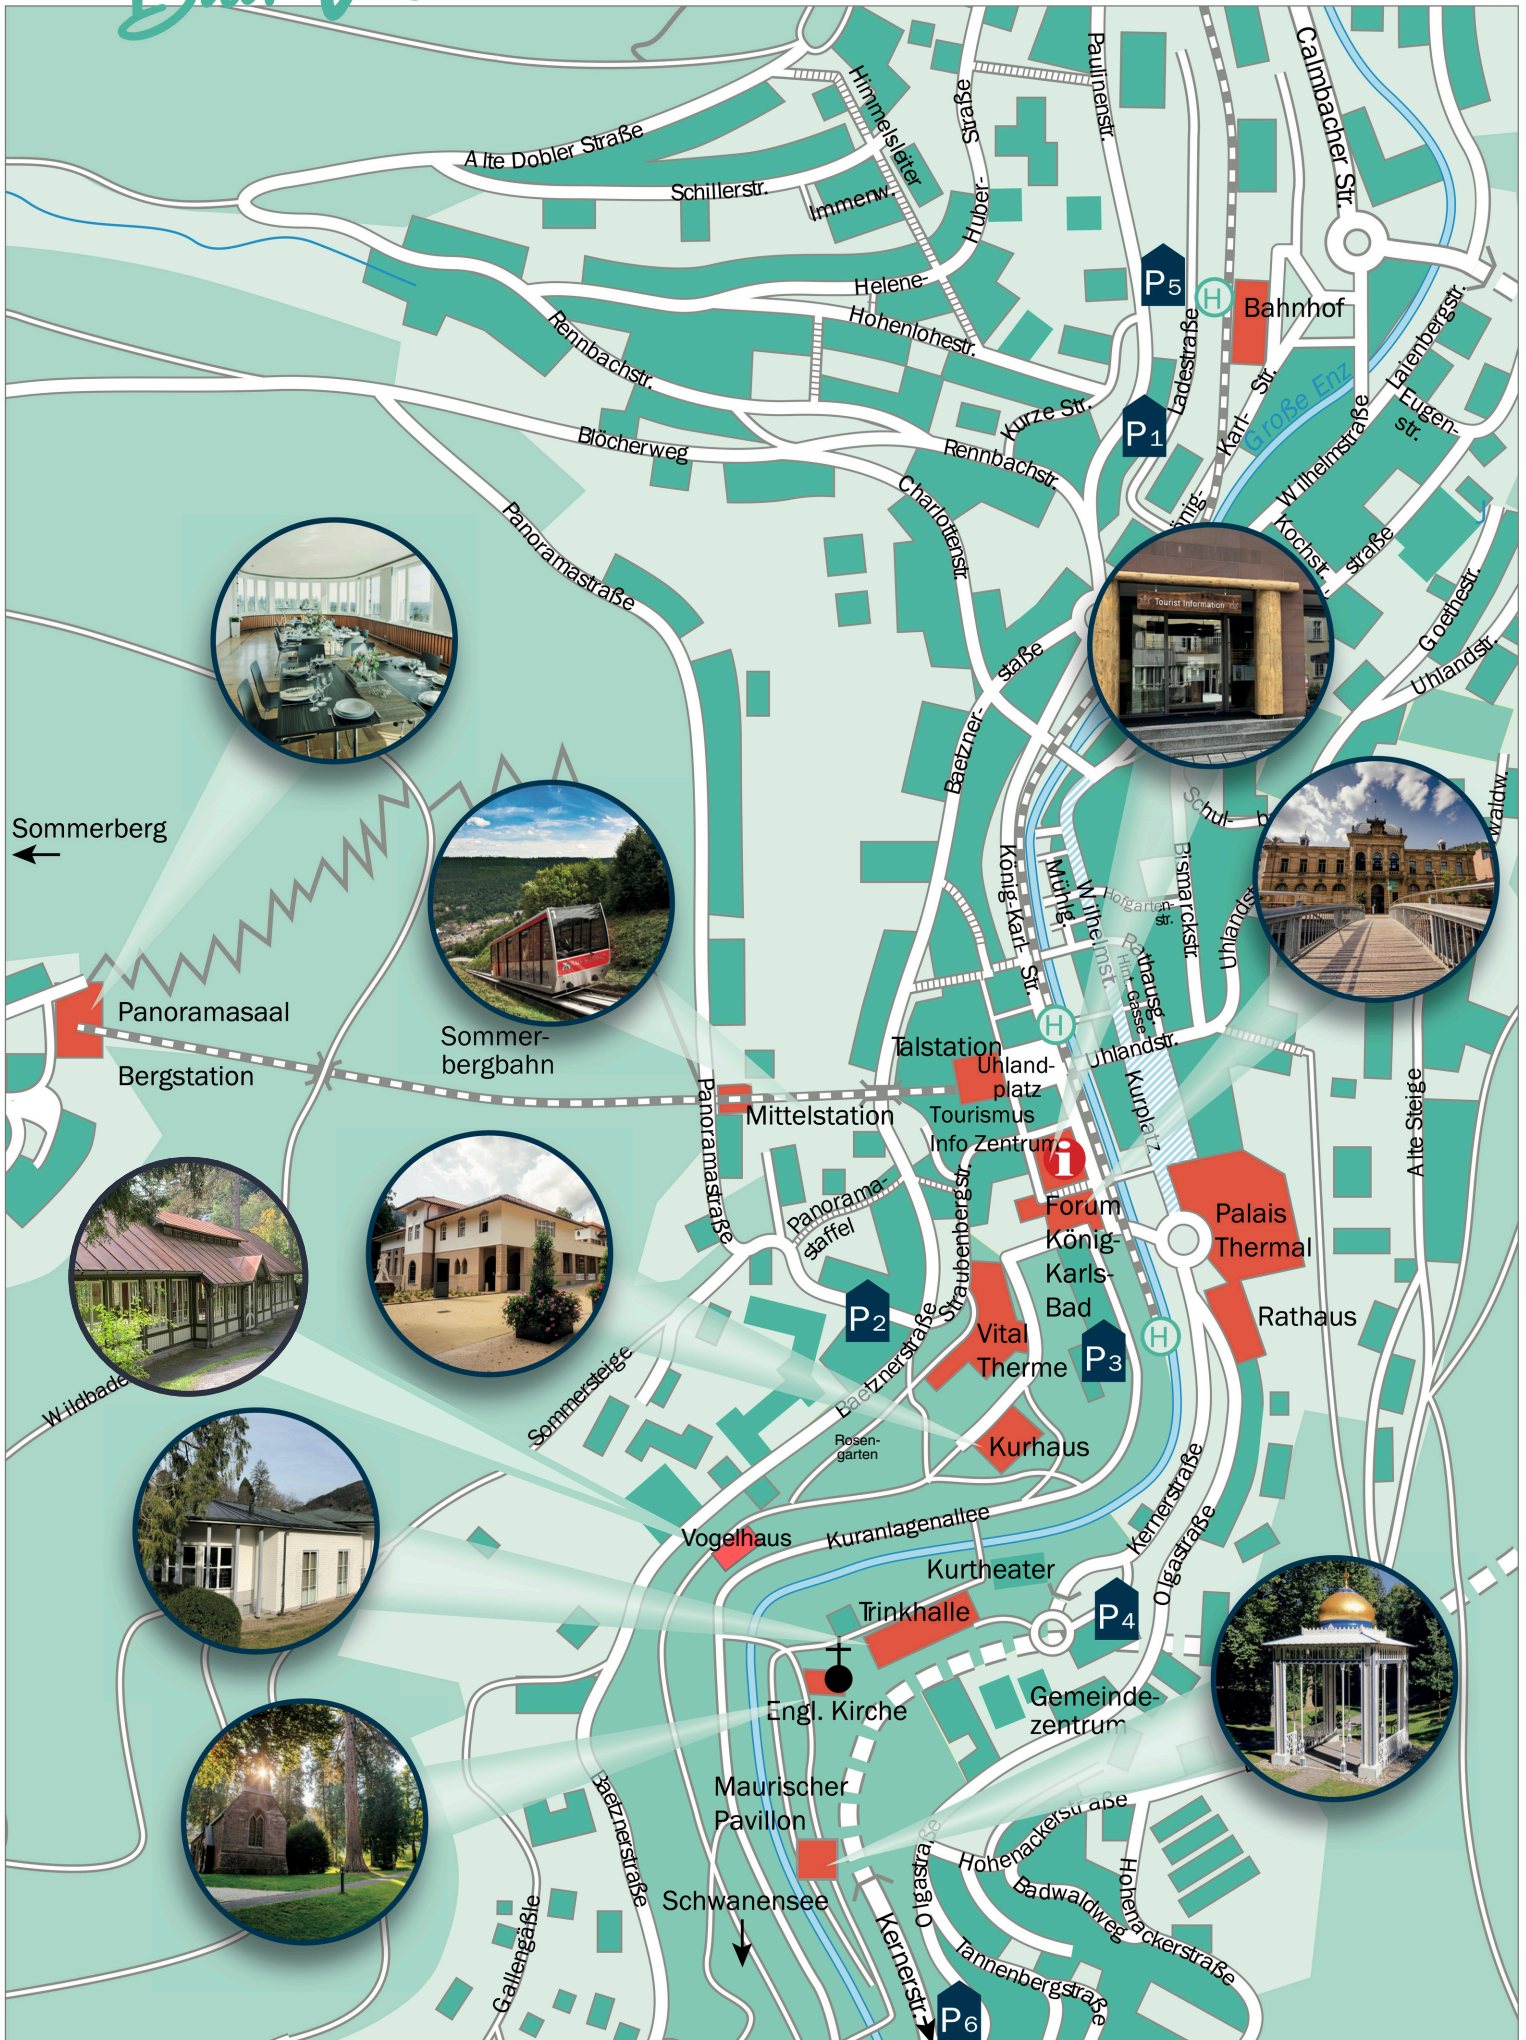 Paulinenstr.
Calmbacher Str.
Himmelsleiter
Huber-
Straße
Alte Dobler Straße
Schillerstr.
Immenw.
Helene-
P5
H
Bahnhof
Hohenlohestr.
Rennbachstr.
Ladestraße
Laienbergstr.
Karl-
Str.
Große Enz
Eugen-
str.
Kurze Str.
P1
Wilhelmstraße
Blöcherweg
Rennbachstr.
Charlottenstr.
Panoramastraße
Kochstr.
straße
Goethestr.
Uhlandstr.
Tourist Information
Baetzner-
staße
Sommerberg
König-Karl-
Str.
Mühlg.
Wilhelmstr.
Hofgarten-
str.
Bismarckstr.
Schul-
waldw.
Rathausg.
Hint. Gasse
Panoramasaal
Bergstation
Sommer-
bergbahn
H
Talstation
Uhland-
platz
Uhlandstr.
Kurplatz
Alte Steige
Panoramastraße
Mittelstation
Tourismus
Info Zentrum
i
Panorama-
staffel
Straubenbergstr.
Forum
König-
Karls-
Bad
Palais
Thermal
P2
Vital
Therme
P3
H
Rathaus
Sommersteige
Baetznerstraße
Rosen-
garten
Kurhaus
Kernerstraße
Olgastraße
Vogelhaus
Kuranlagenallee
Kurtheater
Trinkhalle
P4
Engl. Kirche
Gemeinde-
zentrum
Maurischer
Pavillon
Baetznerstraße
Olgastraße
Hohenackerstraße
Badwaldweg
Hohenackerstraße
Schwanensee
Gallengäßle
Kernerstr.
Tannenbergstraße
P6